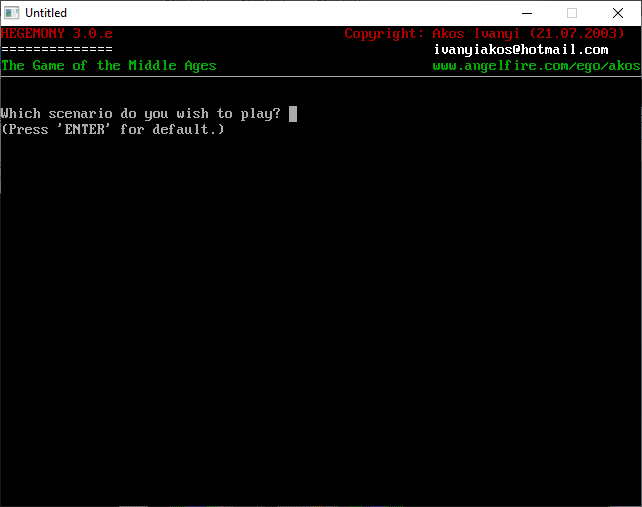 Untitled
HEGEMONY 3.0.e Copyright: Akos Ivanyi (21.07.2003)
============== ivanyiakos@hotmail.com
The Game of the Middle Ages www.angelfire.com/ego/akos
Which scenario do you wish to play?
(Press 'ENTER' for default.)